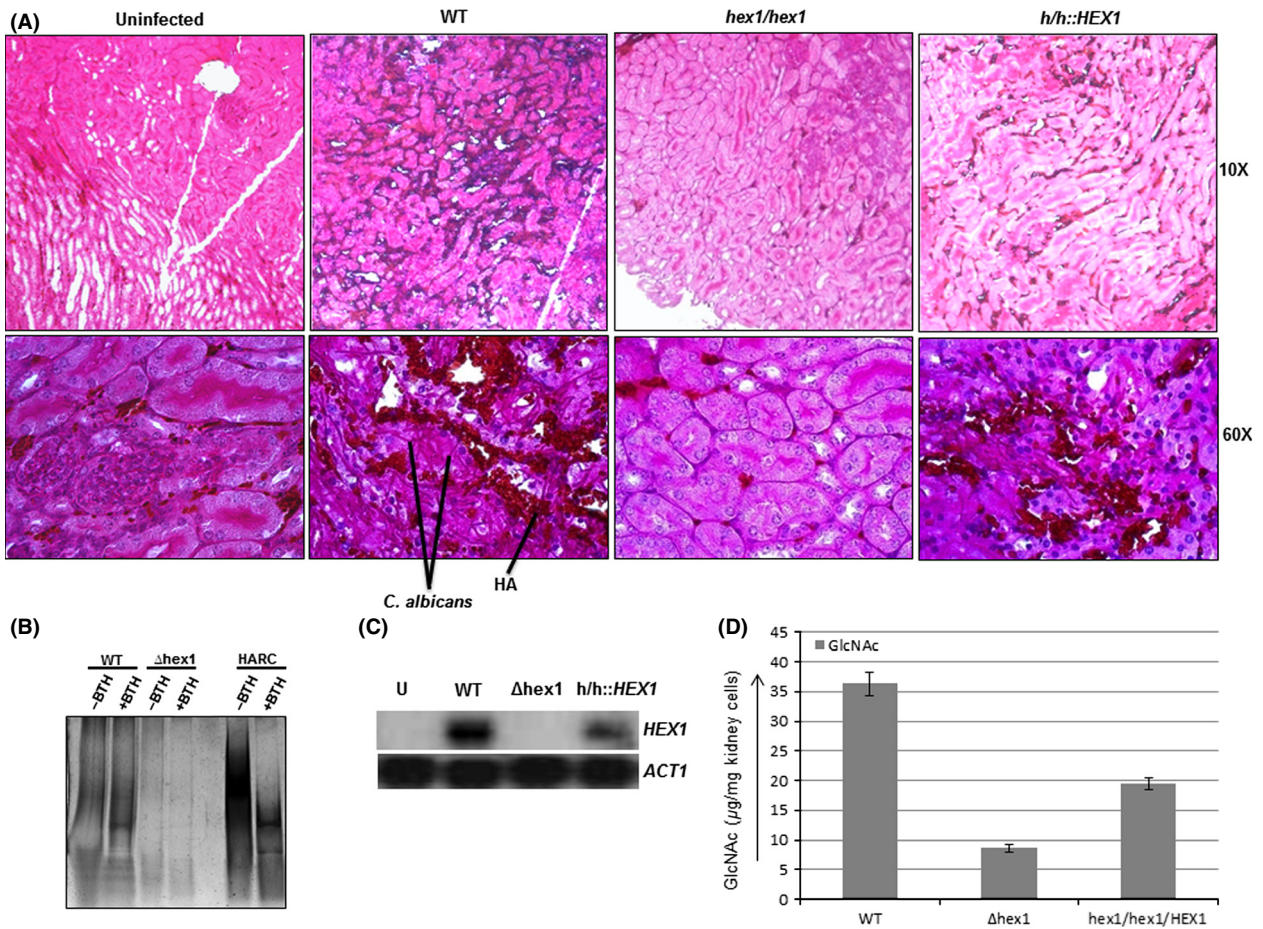 (A)
Uninfected
WT
hex1/hex1
h/h::HEX1
10X
60X
C. albicans
HA
(B)
WT
Δhex1
HARC
–BTH
+BTH
–BTH
+BTH
–BTH
+BTH
(C)
U
WT
Δhex1
h/h::HEX1
HEX1
ACT1
(D)
GlcNAc
GlcNAc (µg/mg kidney cells)
45
40
35
30
25
20
15
10
5
0
WT
Δhex1
hex1/hex1/HEX1